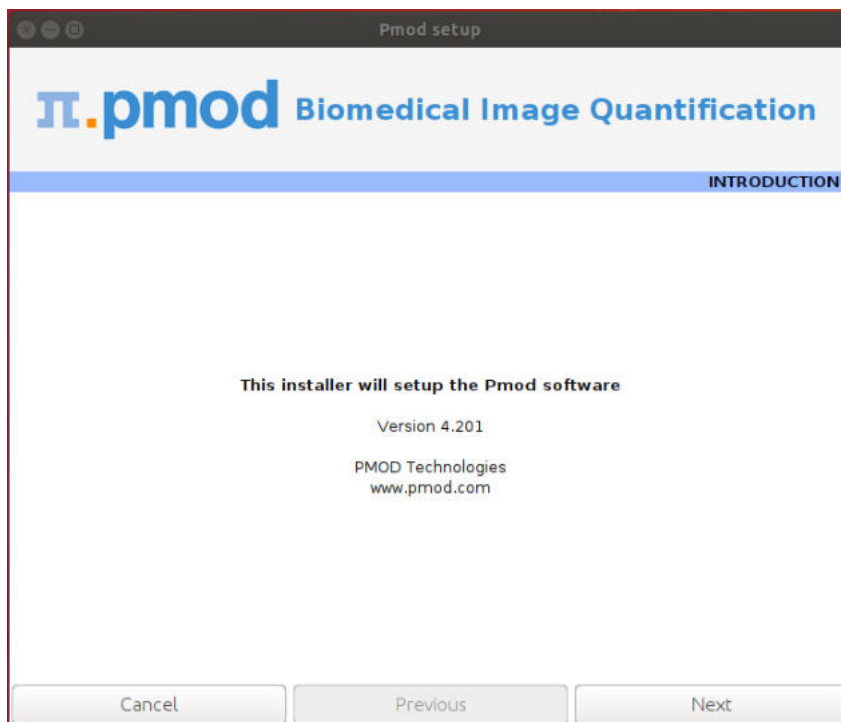 Pmod setup
π.pmod Biomedical Image Quantification
INTRODUCTION
This installer will setup the Pmod software
Version 4.201
PMOD Technologies
www.pmod.com
Cancel Previous Next